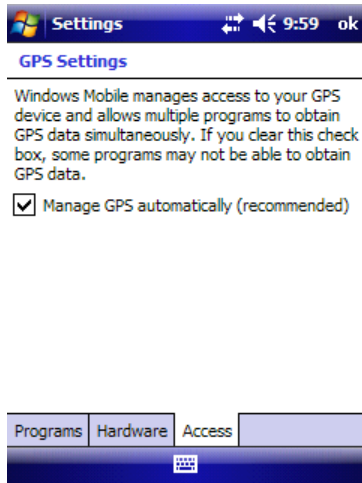 Settings 9:59 ok
GPS Settings
Windows Mobile manages access to your GPS
device and allows multiple programs to obtain
GPS data simultaneously. If you clear this check
box, some programs may not be able to obtain
GPS data.
Manage GPS automatically (recommended)
Programs Hardware Access